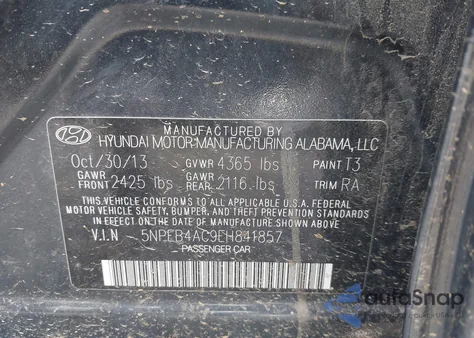 MANUFACTURED BY
HYUNDAI MOTOR MANUFACTURING ALABAMA, LLC
Oct/30/13 GVWR 4365 lbs PAINT T3
GAWR FRONT 2425 lbs GAWR REAR 2116 lbs TRIM RA
THIS VEHICLE CONFORMS TO ALL APPLICABLE U.S.A. FEDERAL
MOTOR VEHICLE SAFETY, BUMPER, AND THEFT PREVENTION STANDARDS
IN EFFECT ON THE DATE OF MANUFACTURE SHOWN ABOVE.
V.I.N 5NPEB4AC9EH841857
PASSENGER CAR
autoSnap